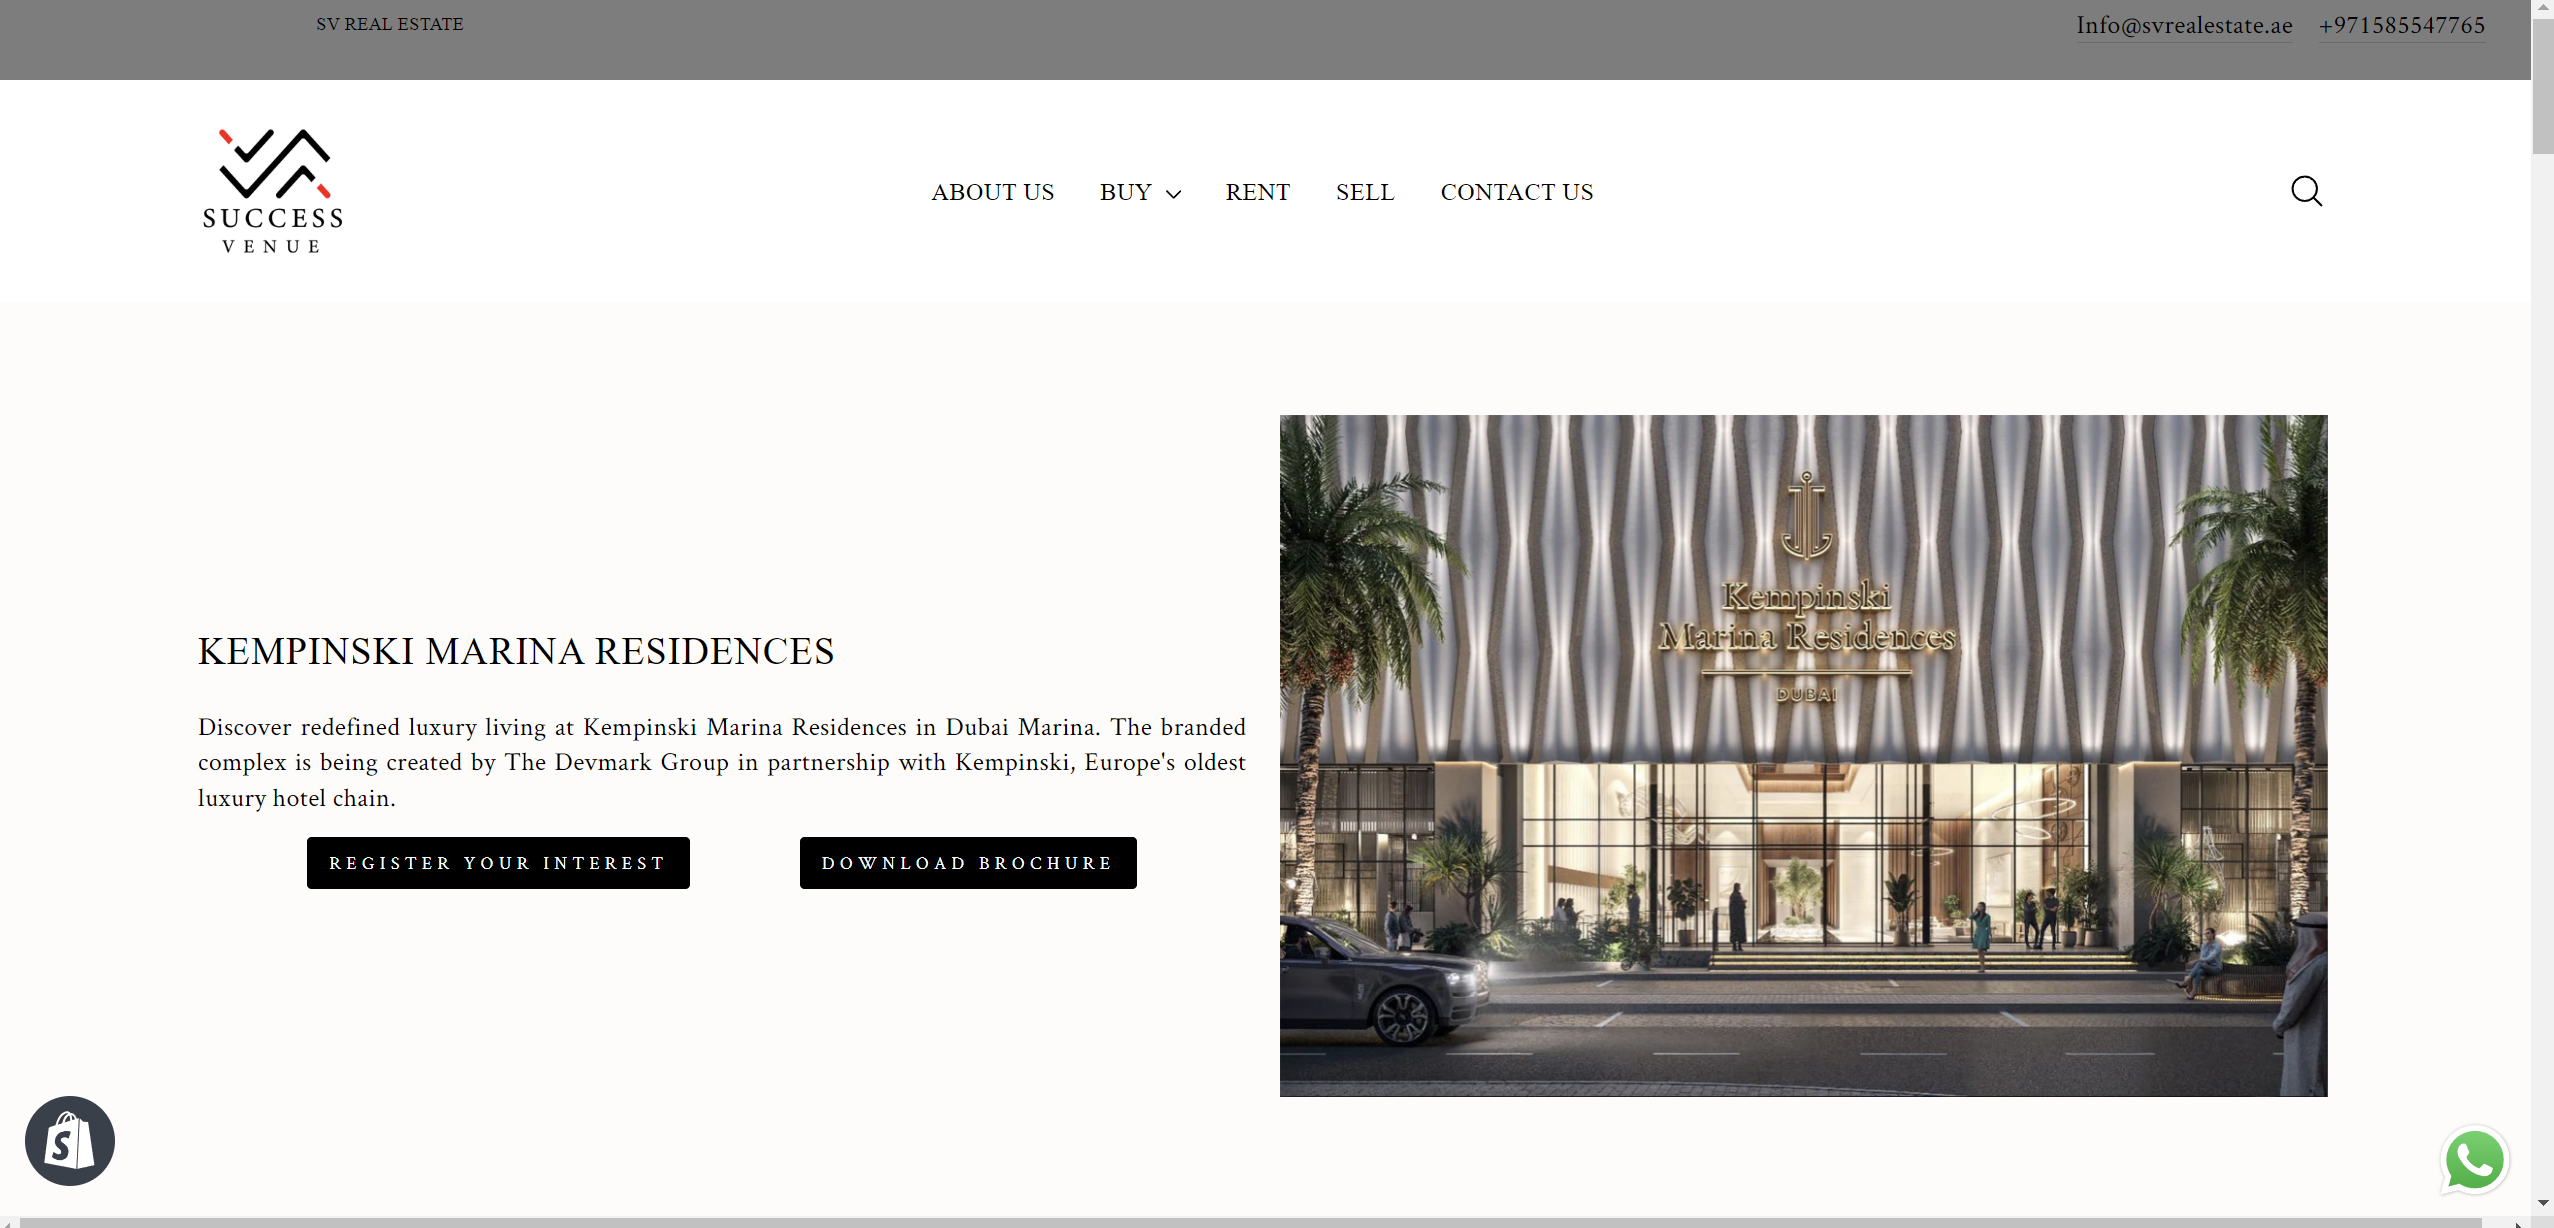 SV REAL ESTATE
Info@svrealestate.ae +971585547765
SUCCESS
VENUE
ABOUT US BUY RENT SELL CONTACT US
KEMPINSKI MARINA RESIDENCES
Discover redefined luxury living at Kempinski Marina Residences in Dubai Marina. The branded
complex is being created by The Devmark Group in partnership with Kempinski, Europe's oldest
luxury hotel chain.
REGISTER YOUR INTEREST DOWNLOAD BROCHURE
Kempinski
Marina Residences
DUBAI
S